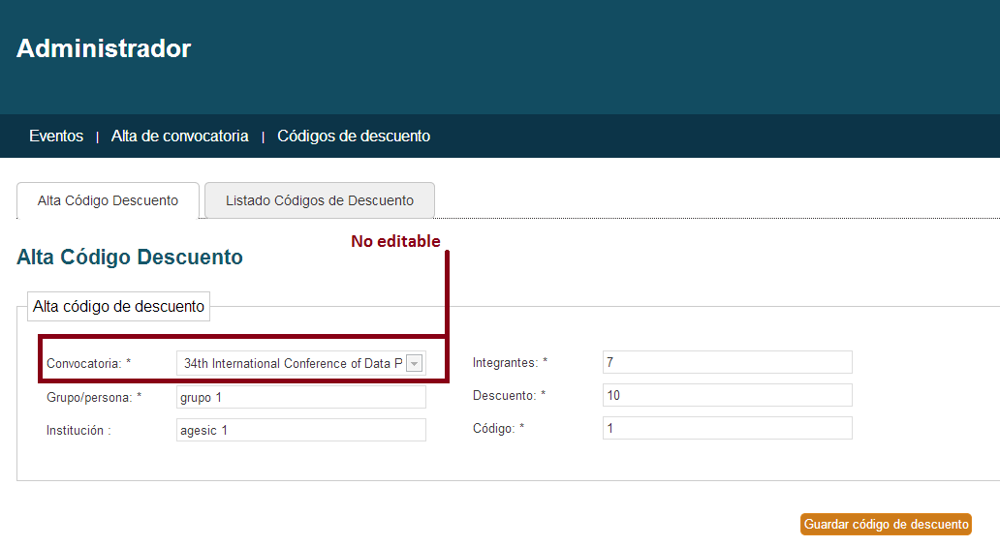 Administrador
Eventos | Alta de convocatoria | Códigos de descuento
Alta Código Descuento
Listado Códigos de Descuento
No editable
Alta Código Descuento
Alta código de descuento
Convocatoria: * 34th International Conference of Data P
Integrantes: * 7
Grupo/persona: * grupo 1
Descuento: * 10
Institución : agesic 1
Código: * 1
Guardar código de descuento